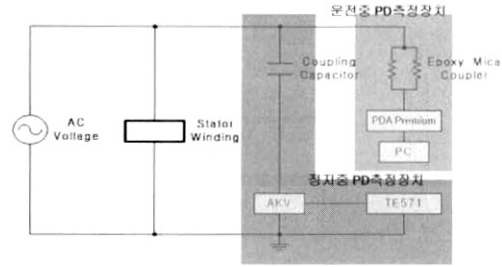 운전중 PD측정장치
Coupling
Capacitor
Epoxy Mica
Coupler
AC
Voltage
Stator
Winding
PDA Premium
PC
정지중 PD측정장치
AKV
TE571